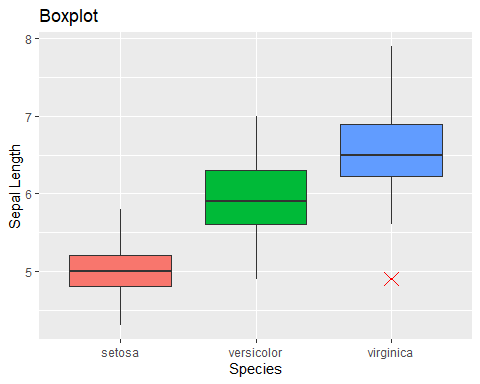 Boxplot
8
7
6
5
Sepal Length
setosa
versicolor
virginica
Species